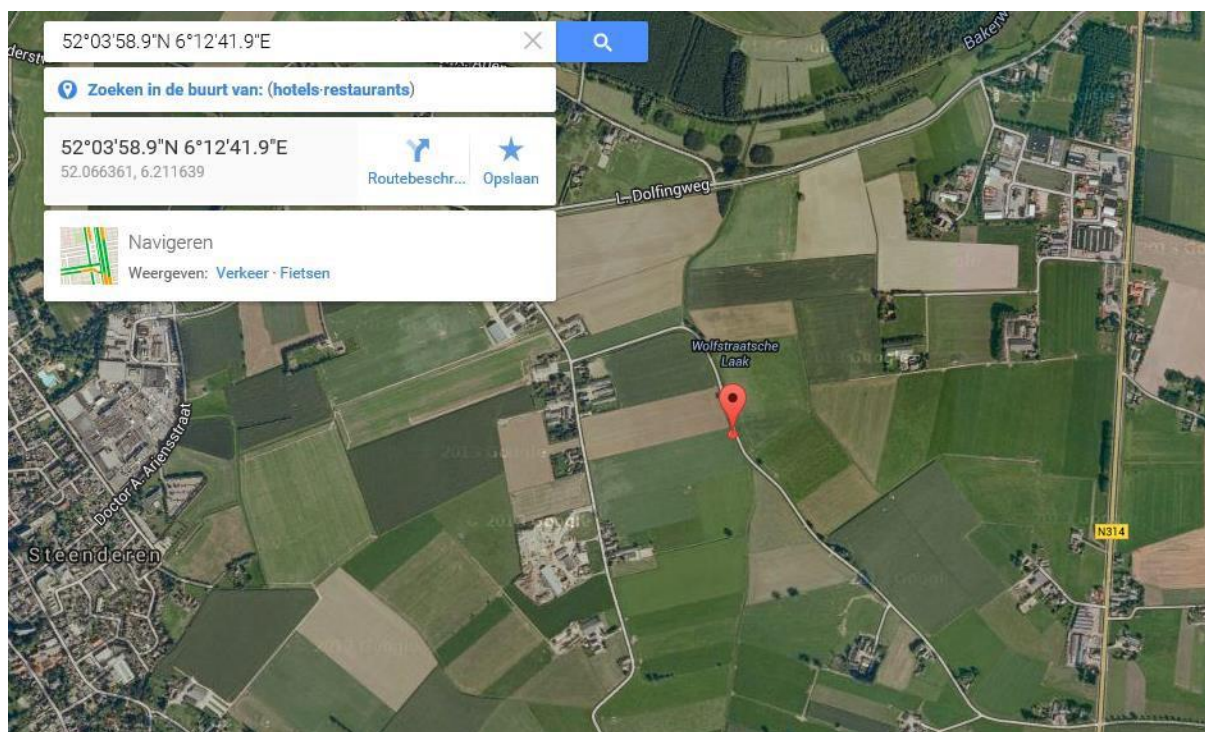 52°03'58.9"N 6°12'41.9"E
Zoeken in de buurt van: (hotels·restaurants)
52°03'58.9"N 6°12'41.9"E
52.066361, 6.211639
Routebeschr...
Opslaan
Navigeren
Weergeven: Verkeer · Fietsen
L. Dolfingweg
Wolfstraatsche
Laak
Doctor A. Ariënsstraat
Steenderen
N314